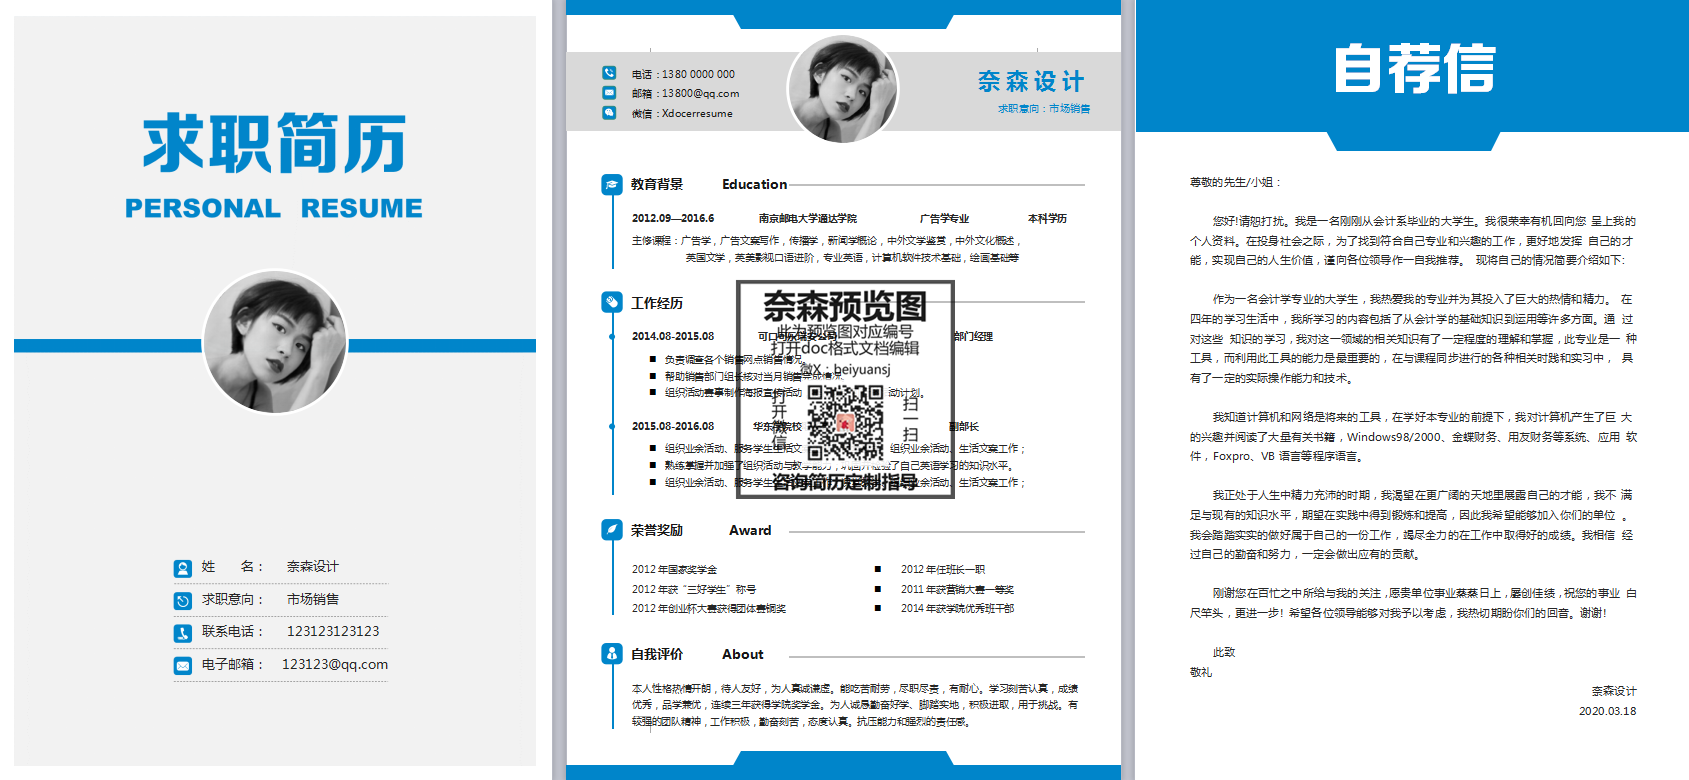 求职简历
PERSONAL RESUME
姓 名： 奈森设计
求职意向： 市场销售
联系电话： 123123123123
电子邮箱： 123123@qq.com
电话：1380 0000 000
邮箱：13800@qq.com
微信：Xdocerresume
奈森设计
求职意向：市场销售
教育背景 Education
2012.09—2016.6 南京邮电大学通达学院 广告学专业 本科学历
主修课程：广告学，广告文案写作，传播学，新闻学概论，中外文学鉴赏，中外文化概述，
英国文学，英美影视口语进阶，专业英语，计算机软件技术基础，绘画基础等
工作经历
2014.08-2015.08 部门经理
■ 负责调查各个销售网点销售情况。
■ 帮助销售部门组长核对当月销售完成情况。
■ 组织活动赛事制作海报宣传活动 动计划。
2015.08-2016.08 华东学院校 副部长
■ 组织业余活动、服务学生生活文 组织业余活动、生活文案工作；
■ 熟练掌握并加强了组织活动与教学能力，巩固并检验了自己英语学习的知识水平。
■ 组织业余活动、服务学生 业余活动、生活文案工作；
奈森预览图
此为预览图对应编号
打开doc格式文档编辑
微X：beiyuansj
打开微信
扫一扫
咨询简历定制指导
荣誉奖励 Award
2012 年国家奖学金 ■ 2012 年任班长一职
2012 年获“三好学生”称号 ■ 2011 年获营销大赛一等奖
2012 年创业杯大赛获得团体赛铜奖 ■ 2014 年获学院优秀班干部
自我评价 About
本人性格热情开朗，待人友好，为人真诚谦虚。能吃苦耐劳，尽职尽责，有耐心。学习刻苦认真，成绩
优秀，品学兼优，连续三年获得学院奖学金。为人诚恳勤奋好学、脚踏实地，积极进取，用于挑战。有
较强的团队精神，工作积极，勤奋刻苦，态度认真。抗压能力和强烈的责任感。
自荐信
尊敬的先生/小姐：
您好!请恕打扰。我是一名刚刚从会计系毕业的大学生。我很荣幸有机回向您 呈上我的
个人资料。在投身社会之际，为了找到符合自己专业和兴趣的工作，更好地发挥 自己的才
能，实现自己的人生价值，谨向各位领导作一自我推荐。 现将自己的情况简要介绍如下:
作为一名会计学专业的大学生，我热爱我的专业并为其投入了巨大的热情和精力。 在
四年的学习生活中，我所学习的内容包括了从会计学的基础知识到运用等许多方面。通 过
对这些 知识的学习，我对这一领域的相关知识有了一定程度的理解和掌握，此专业是一 种
工具，而利用此工具的能力是最重要的，在与课程同步进行的各种相关时践和实习中， 具
有了一定的实际操作能力和技术。
我知道计算机和网络是将来的工具，在学好本专业的前提下，我对计算机产生了巨 大
的兴趣并阅读了大量有关书籍，Windows98/2000、金蝶财务、用友财务等系统、应用 软
件，Foxpro、VB 语言等程序语言。
我正处于人生中精力充沛的时期，我渴望在更广阔的天地里展露自己的才能，我不 满
足与现有的知识水平，期望在实践中得到锻炼和提高，因此我希望能够加入你们的单位 。
我会踏踏实实的做好属于自己的一份工作，竭尽全力的在工作中取得好的成绩。我相信 经
过自己的勤奋和努力，一定会做出应有的贡献。
刚谢您在百忙之中所给与我的关注，愿贵单位事业蒸蒸日上，屡创佳绩，祝您的事业 白
尺竿头，更进一步！希望各位领导能够对我予以考虑，我热切期盼你们的回音。谢谢！
此致
敬礼
奈森设计
2020.03.18